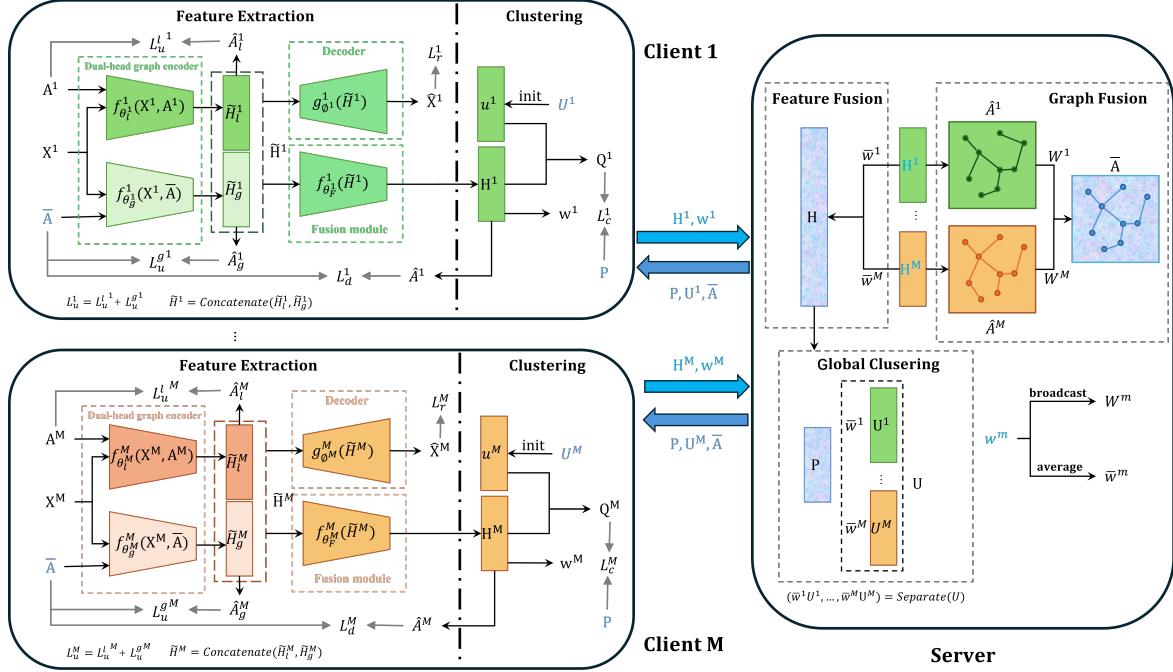 Feature Extraction
Clustering
Client 1
L_u^{l 1}
Â_l^1
Dual-head graph encoder
Decoder
L_r^1
A^1
f_{θ_l^1}^1(X^1, A^1)
H̃_l^1
g_{∅^1}^1(H̃^1)
X̂^1
u^1
init
U^1
X^1
H̃^1
Q^1
f_{θ_g^1}^1(X^1, A̅)
H̃_g^1
f_{θ_F^1}^1(H̃^1)
H^1
w^1
L_c^1
A̅
Fusion module
L_u^{g 1}
Â_g^1
L_d^1
Â^1
P
L_u^1 = L_u^{l 1} + L_u^{g 1}
H̃^1 = Concatenate(H̃_l^1, H̃_g^1)
⋮
H^1, w^1
P, U^1, A̅
Feature Extraction
Clustering
L_u^{l M}
Â_l^M
Dual-head graph encoder
Decoder
L_r^M
A^M
f_{θ_l^M}^M(X^M, A^M)
H̃_l^M
g_{∅^M}^M(H̃^M)
X̂^M
u^M
init
U^M
X^M
H̃^M
Q^M
f_{θ_g^M}^M(X^M, A̅)
H̃_g^M
f_{θ_F^M}^M(H̃^M)
H^M
w^M
L_c^M
A̅
Fusion module
L_u^{g M}
Â_g^M
L_d^M
Â^M
P
L_u^M = L_u^{l M} + L_u^{g M}
H̃^M = Concatenate(H̃_l^M, H̃_g^M)
Client M
H^M, w^M
P, U^M, A̅
Feature Fusion
Graph Fusion
Â^1
H
w̅^1
H^1
W^1
A̅
⋮
w̅^M
H^M
W^M
Â^M
Global Clusering
P
w̅^1
U^1
⋮
U
w̅^M
U^M
(w̅^1U^1, ..., w̅^MU^M) = Separate(U)
broadcast
W^m
w^m
average
w̅^m
Server